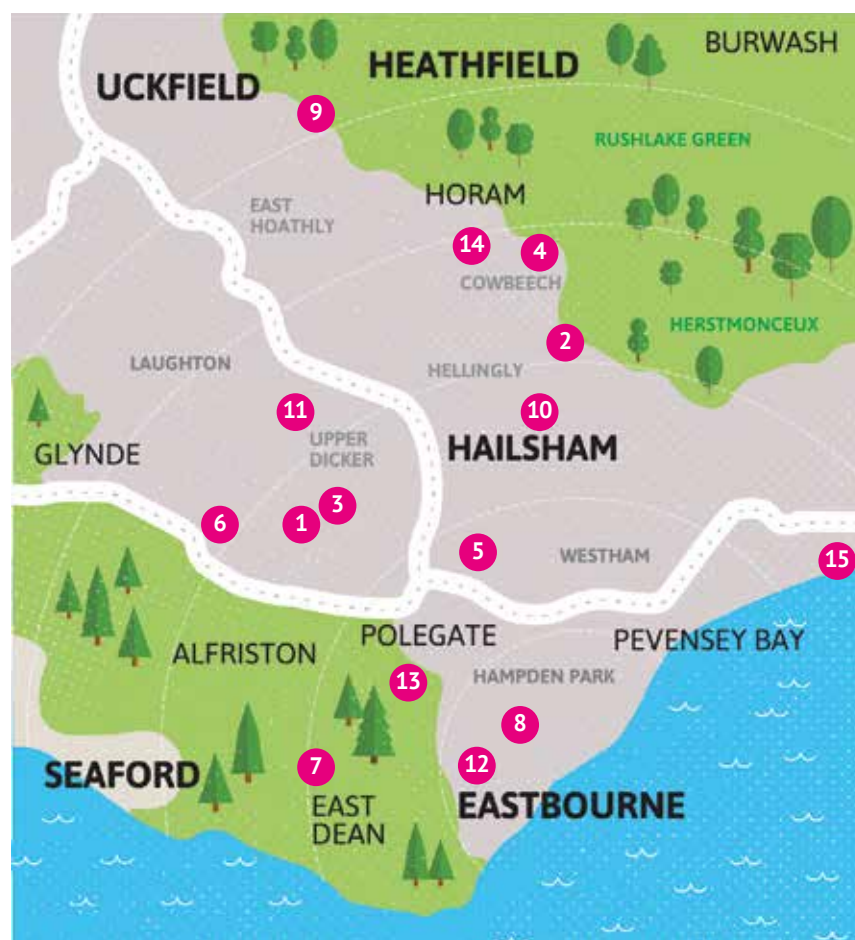 BURWASH
HEATHFIELD
UCKFIELD
9
RUSHLAKE GREEN
HORAM
EAST
HOATHLY
14
4
COWBEECH
HERSTMONCEUX
2
LAUGHTON
HELLINGLY
11
10
UPPER
DICKER
HAILSHAM
GLYNDE
3
6
1
5
WESTHAM
15
POLEGATE
PEVENSEY BAY
ALFRISTON
HAMPDEN PARK
13
8
7
12
SEAFORD
EAST
DEAN
EASTBOURNE